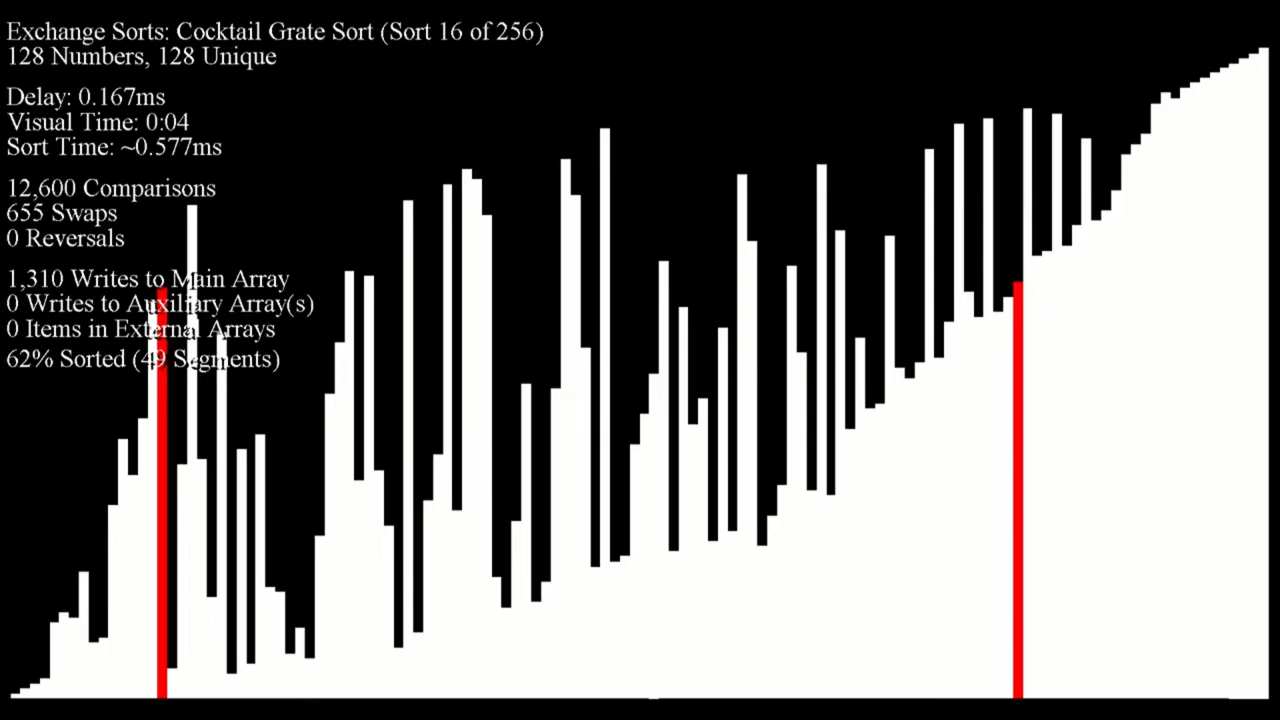 Exchange Sorts: Cocktail Grate Sort (Sort 16 of 256)
128 Numbers, 128 Unique
Delay: 0.167ms
Visual Time: 0:04
Sort Time: ~0.577ms
12,600 Comparisons
655 Swaps
0 Reversals
1,310 Writes to Main Array
0 Writes to Auxiliary Array(s)
0 Items in External Arrays
62% Sorted (49 Segments)